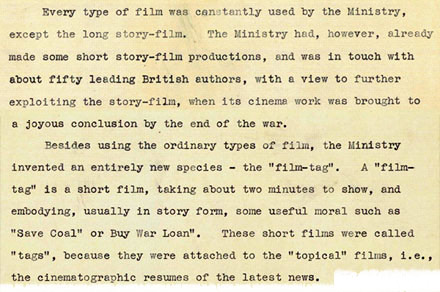 Every type of film was constantly used by the Ministry,
except the long story-film. The Ministry had, however, already
made some short story-film productions, and was in touch with
about fifty leading British authors, with a view to further
exploiting the story-film, when its cinema work was brought to
a joyous conclusion by the end of the war.
Besides using the ordinary types of film, the Ministry
invented an entirely new species - the "film-tag". A "film-
tag" is a short film, taking about two minutes to show, and
embodying, usually in story form, some useful moral such as
"Save Coal" or Buy War Loan". These short films were called
"tags", because they were attached to the "topical" films, i.e.,
the cinematographic resumes of the latest news.